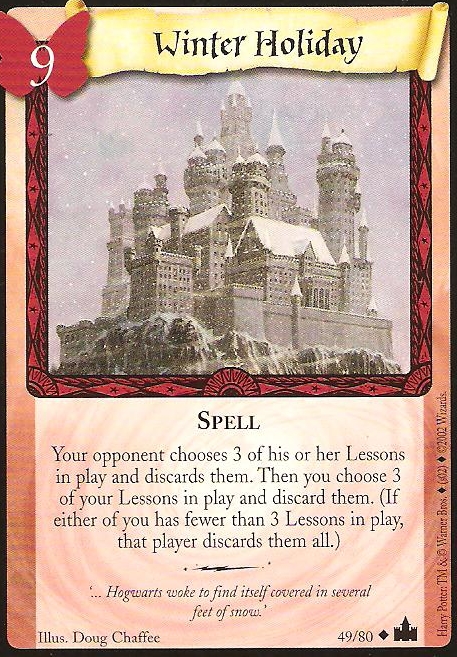 9
Winter Holiday
SPELL
Your opponent chooses 3 of his or her Lessons
in play and discards them. Then you choose 3
of your Lessons in play and discard them. (If
either of you has fewer than 3 Lessons in play,
that player discards them all.)
'... Hogwarts woke to find itself covered in several
feet of snow.'
Illus. Doug Chaffee
49/80 ◆
Harry Potter: TM & © Warner Bros. ◆ (s02) ◆ ©2002 Wizards.